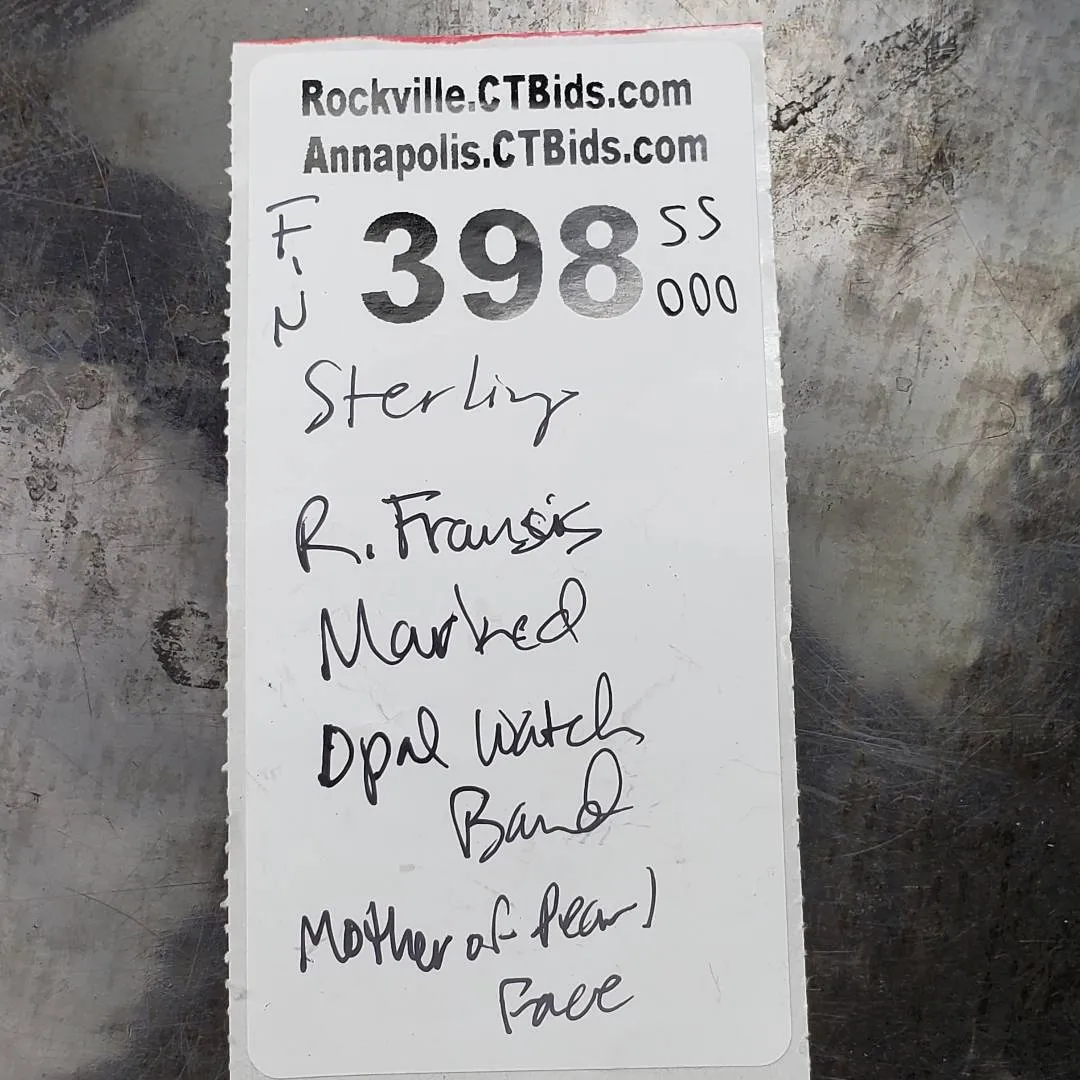 Rockville.CTBids.com
Annapolis.CTBids.com
398
SS
000
Sterling
R. Fransis
Marked
Opal Watch
Band
Mother of Pearl
Face